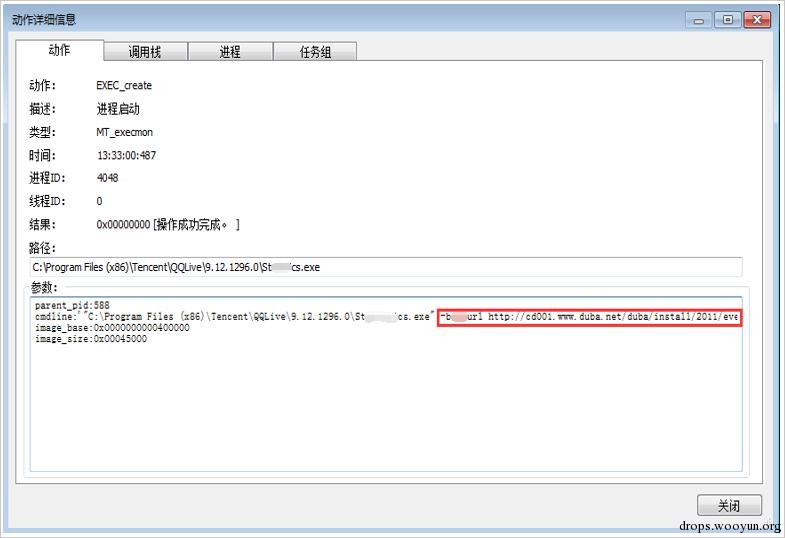 动作详细信息
动作 调用栈 进程 任务组
动作: EXEC_create
描述: 进程启动
类型: MT_execmon
时间: 13:33:00:487
进程ID: 4048
线程ID: 0
结果: 0x00000000 [操作成功完成。 ]
路径:
C:\Program Files (x86)\Tencent\QQLive\9.12.1296.0\St cs.exe
参数:
parent_pid:588
cmdline:'"C:\Program Files (x86)\Tencent\QQLive\9.12.1296.0\St cs.exe" -b url http://cd001.www.duba.net/duba/install/2011/eve
image_base:0x0000000000400000
image_size:0x00045000
关闭
drops.wooyun.org